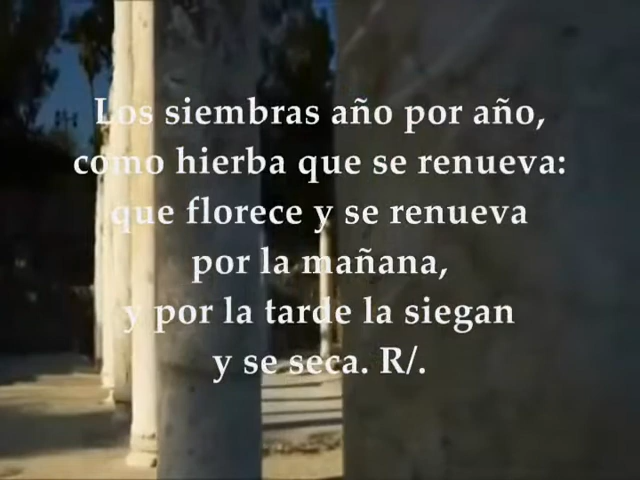 Los siembras año por año,
como hierba que se renueva:
que florece y se renueva
por la mañana,
y por la tarde la siegan
y se seca. R/.